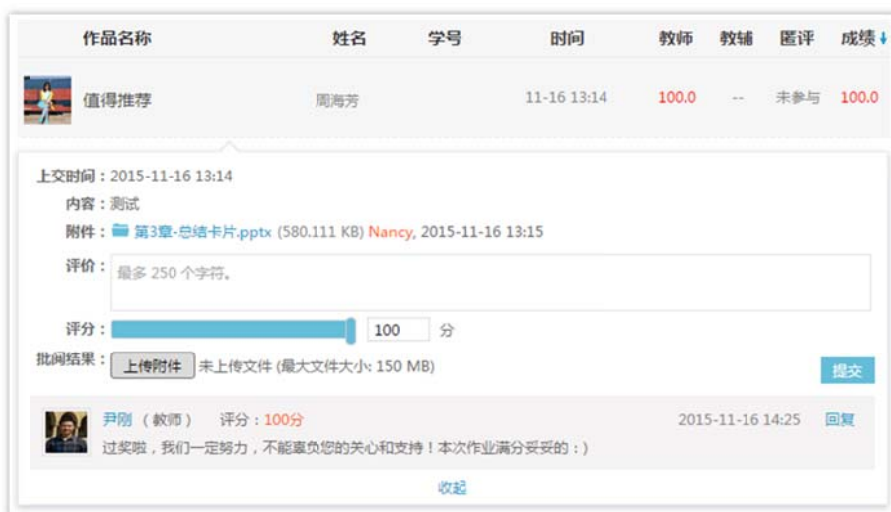 作品名称 姓名 学号 时间 教师 教辅 匿评 成绩
值得推荐 周海芳 11-16 13:14 100.0 -- 未参与 100.0
上交时间：2015-11-16 13:14
内容：测试
附件： 第3章-总结卡片.pptx (580.111 KB) Nancy, 2015-11-16 13:15
评价： 最多 250 个字符。
评分： 100 分
批阅结果： 上传附件 未上传文件 (最大文件大小: 150 MB)
提交
尹刚 （教师） 评分：100分 2015-11-16 14:25 回复
过奖啦，我们一定努力，不能辜负您的关心和支持！本次作业满分妥妥的：)
收起